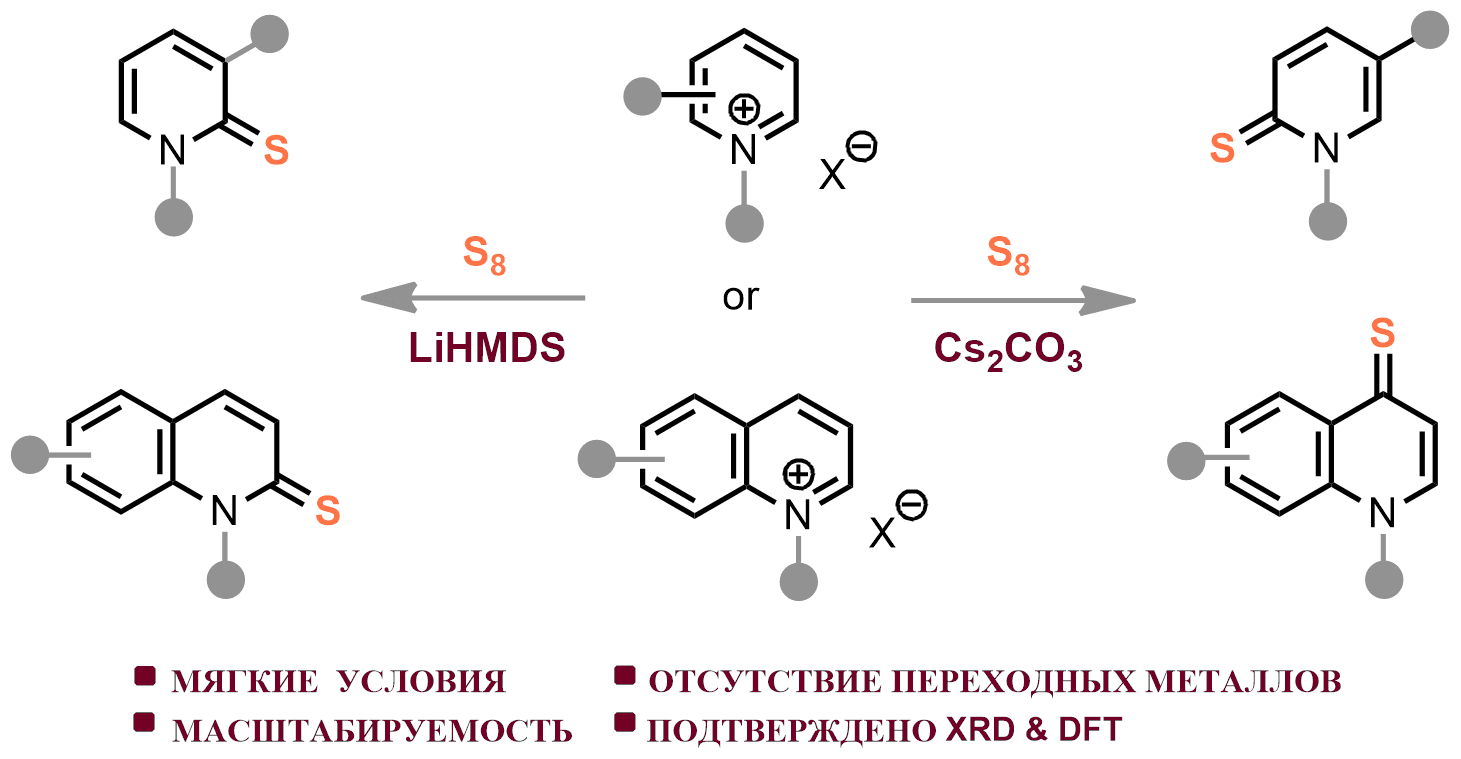 N
S
N
X
S
N
S₈
or
S₈
LiHMDS
Cs₂CO₃
S
N
S
N
X
N
МЯГКИЕ УСЛОВИЯ
ОТСУТСТВИЕ ПЕРЕХОДНЫХ МЕТАЛЛОВ
МАСШТАБИРУЕМОСТЬ
ПОДТВЕРЖДЕНО XRD & DFT